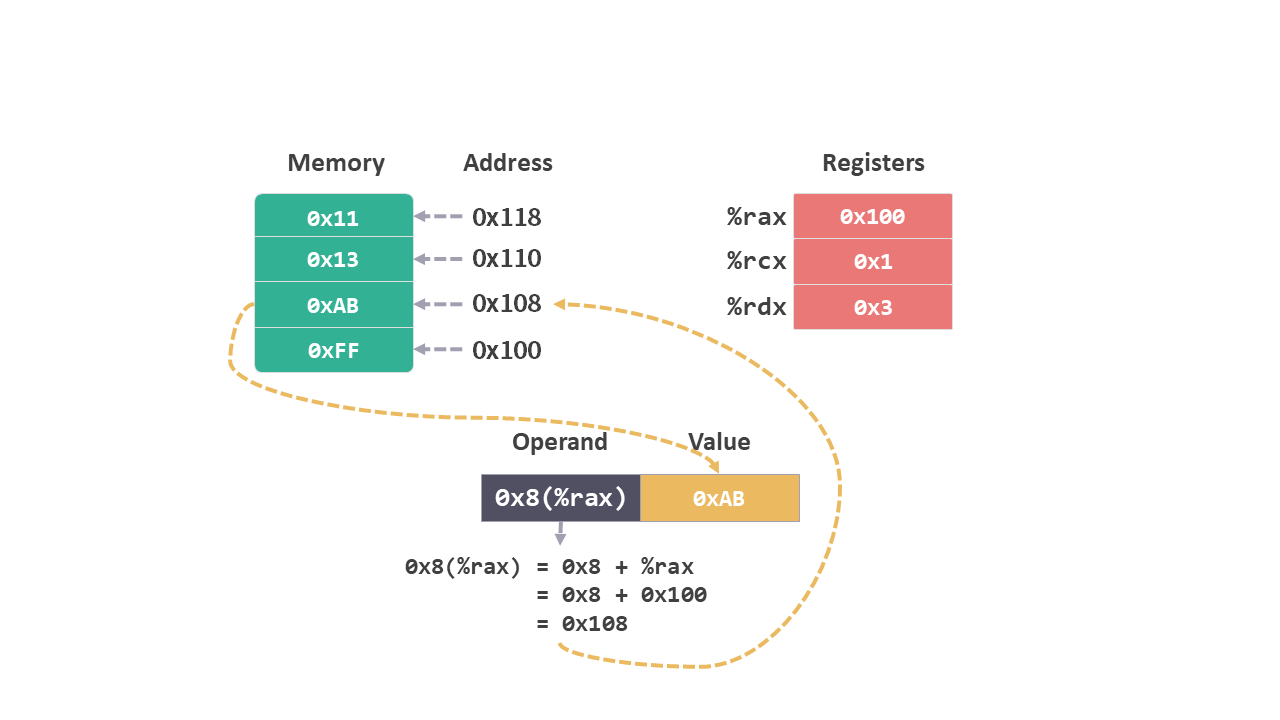 Memory Address Registers
0x11 0x118 %rax 0x100
0x13 0x110 %rcx 0x1
0xAB 0x108 %rdx 0x3
0xFF 0x100
Operand Value
0x8(%rax) 0xAB
0x8(%rax) = 0x8 + %rax
= 0x8 + 0x100
= 0x108